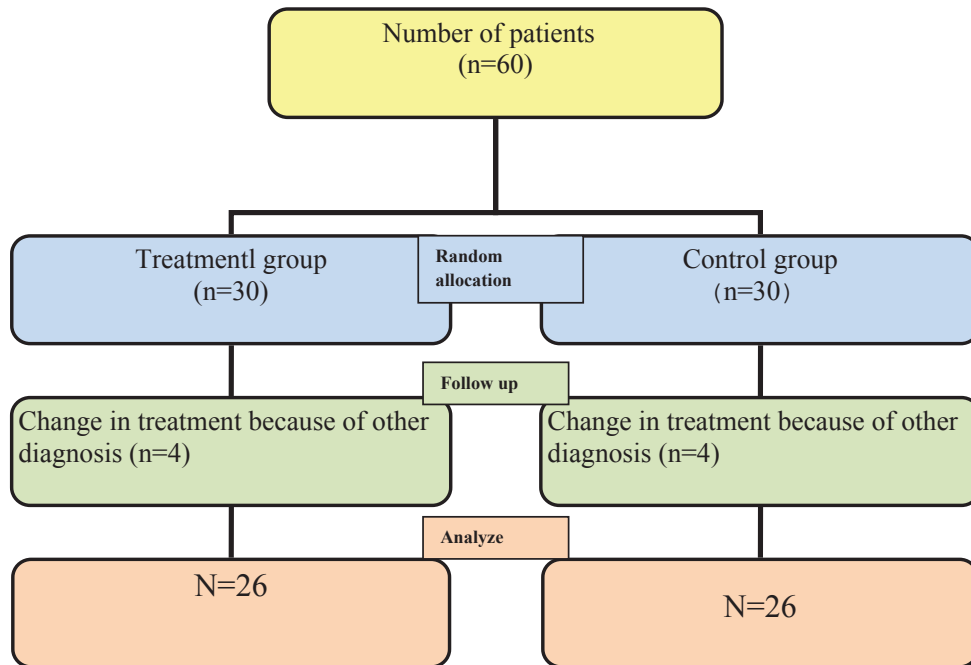 Number of patients
(n=60)
Treatmentl group
(n=30)
Random
allocation
Control group
(n=30)
Follow up
Change in treatment because of other
diagnosis (n=4)
Change in treatment because of other
diagnosis (n=4)
Analyze
N=26
N=26